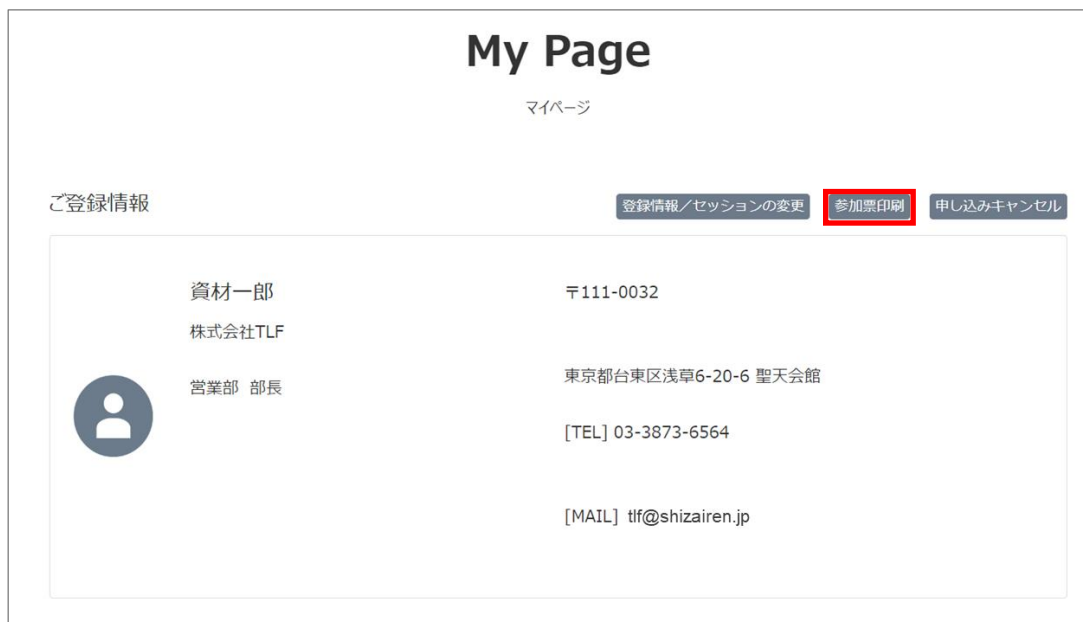 My Page
マイページ
ご登録情報
登録情報／セッションの変更
参加票印刷
申し込みキャンセル
資材一郎
株式会社TLF
営業部 部長
〒111-0032
東京都台東区浅草6-20-6 聖天会館
[TEL] 03-3873-6564
[MAIL] tlf@shizairen.jp